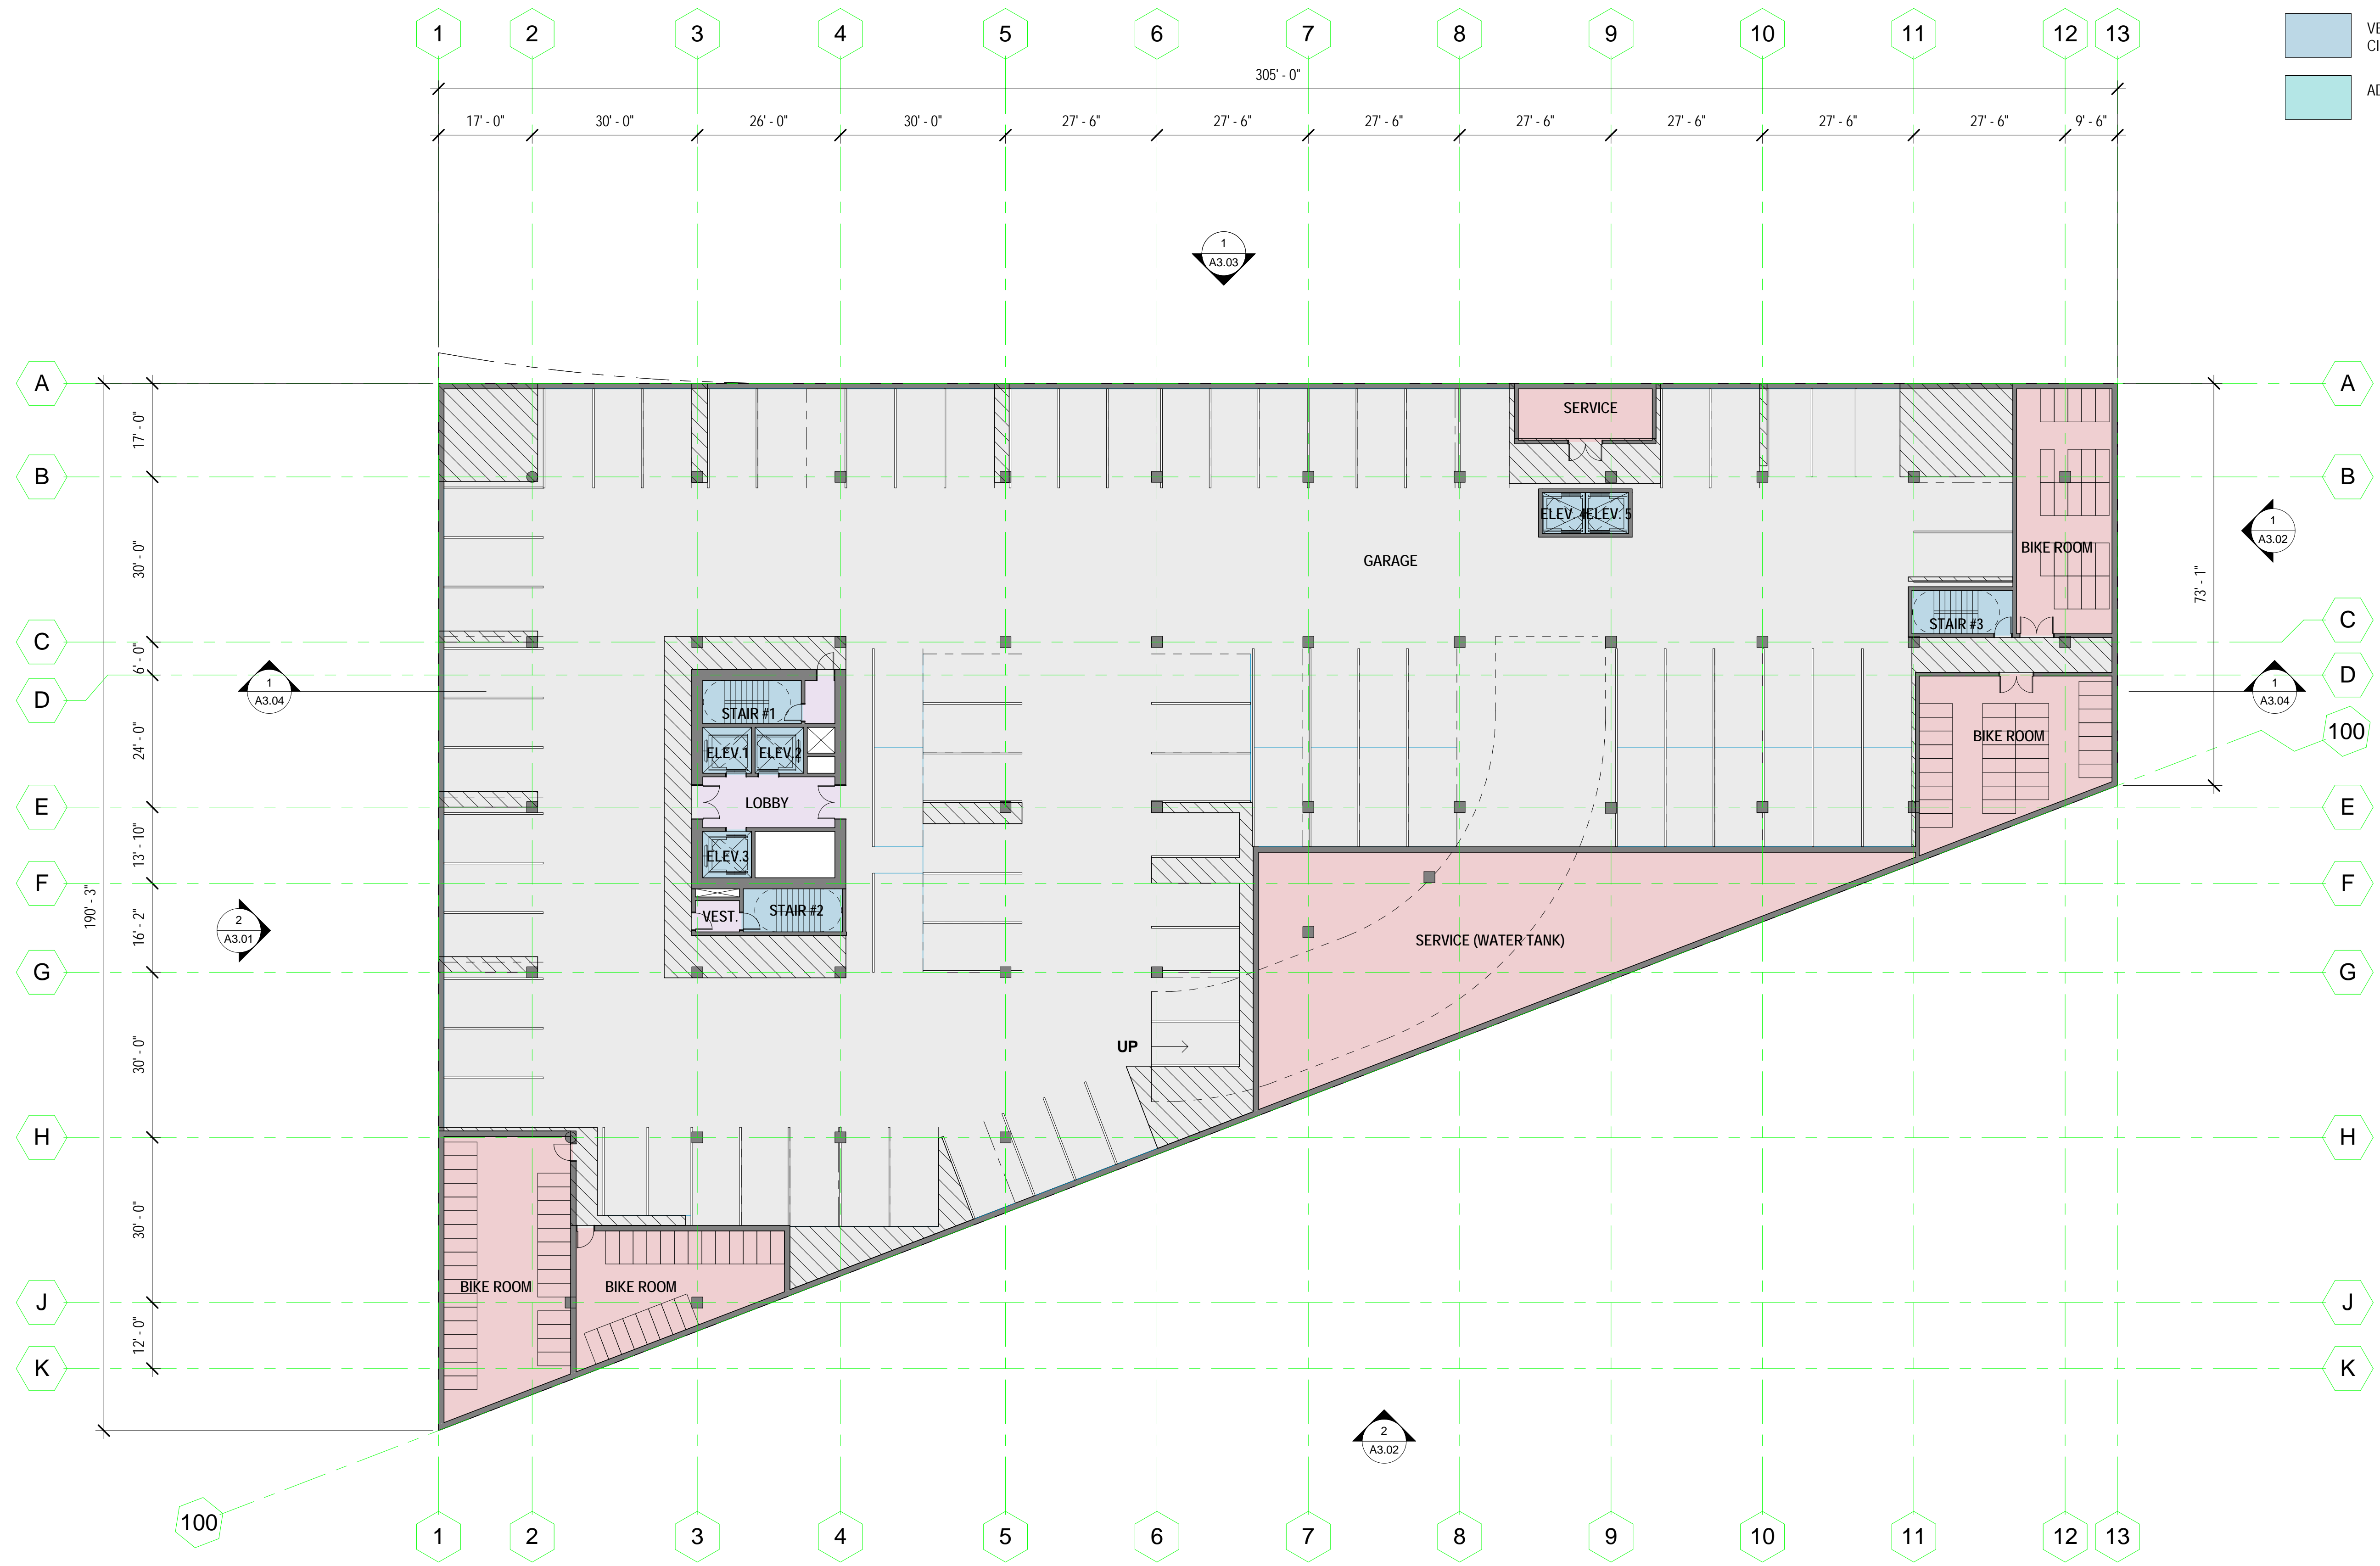 1 2 3 4 5 6 7 8 9 10 11 12 13
305' - 0"
17' - 0" 30' - 0" 26' - 0" 30' - 0" 27' - 6" 27' - 6" 27' - 6" 27' - 6" 27' - 6" 27' - 6" 27' - 6" 9' - 6"
1
A3.03
A
A
17' - 0"
SERVICE
B
B
ELEV. 4
ELEV. 5
1
A3.02
30' - 0"
GARAGE
BIKE ROOM
73' - 1"
C
C
STAIR #3
6' - 0"
D
D
1
A3.04
1
A3.04
STAIR #1
100
24' - 0"
ELEV.1
ELEV.2
BIKE ROOM
LOBBY
E
E
13' - 10"
ELEV.3
F
F
190' - 3"
16' - 2"
VEST.
STAIR #2
2
A3.01
SERVICE (WATER TANK)
G
G
30' - 0"
UP
H
H
30' - 0"
BIKE ROOM
BIKE ROOM
J
J
12' - 0"
K
K
2
A3.02
100
1 2 3 4 5 6 7 8 9 10 11 12 13